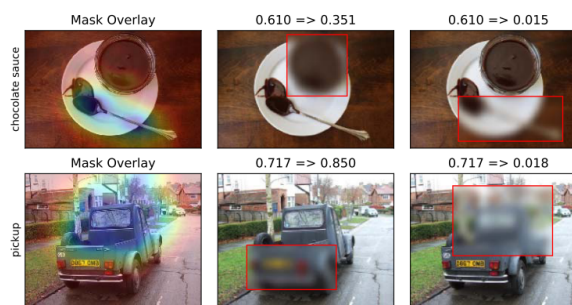 Mask Overlay
0.610 => 0.351
0.610 => 0.015
chocolate sauce
Mask Overlay
0.717 => 0.850
0.717 => 0.018
pickup